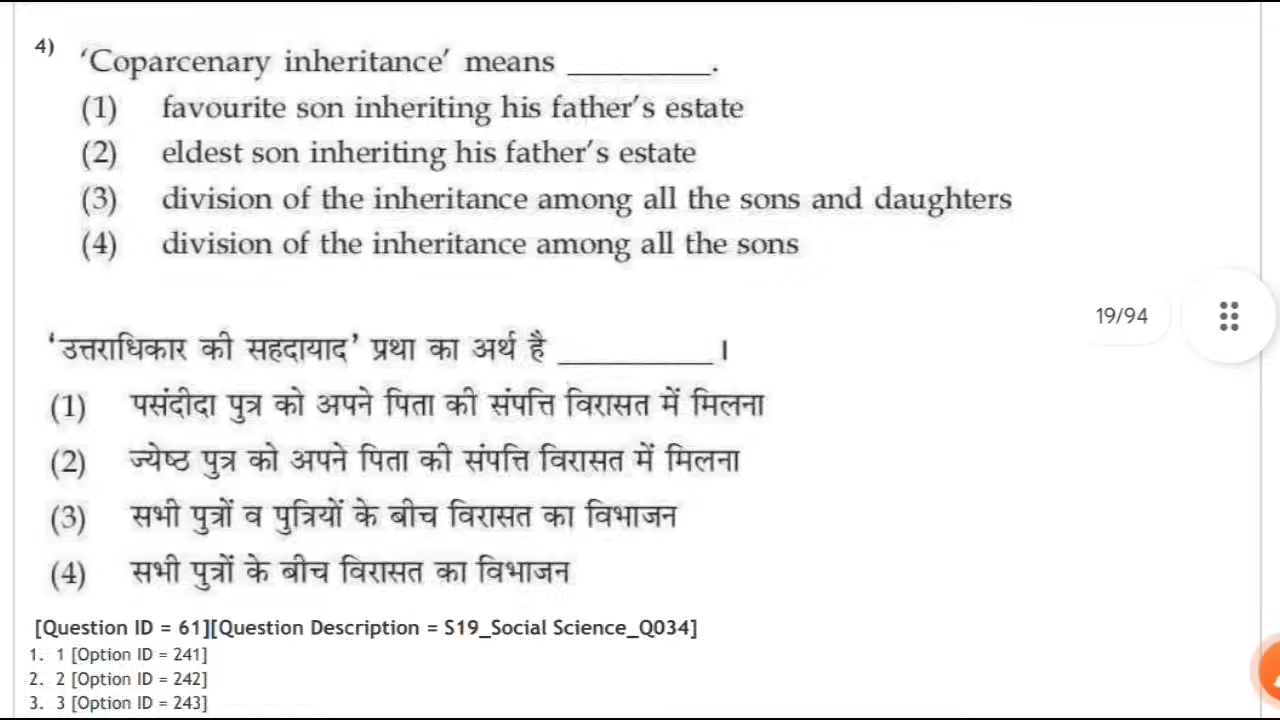 4) ‘Coparcenary inheritance’ means _________.
(1) favourite son inheriting his father’s estate
(2) eldest son inheriting his father’s estate
(3) division of the inheritance among all the sons and daughters
(4) division of the inheritance among all the sons
19/94
‘उत्तराधिकार की सहदायाद’ प्रथा का अर्थ है __________ ।
(1) पसंदीदा पुत्र को अपने पिता की संपत्ति विरासत में मिलना
(2) ज्येष्ठ पुत्र को अपने पिता की संपत्ति विरासत में मिलना
(3) सभी पुत्रों व पुत्रियों के बीच विरासत का विभाजन
(4) सभी पुत्रों के बीच विरासत का विभाजन
[Question ID = 61][Question Description = S19_Social Science_Q034]
1. 1 [Option ID = 241]
2. 2 [Option ID = 242]
3. 3 [Option ID = 243]